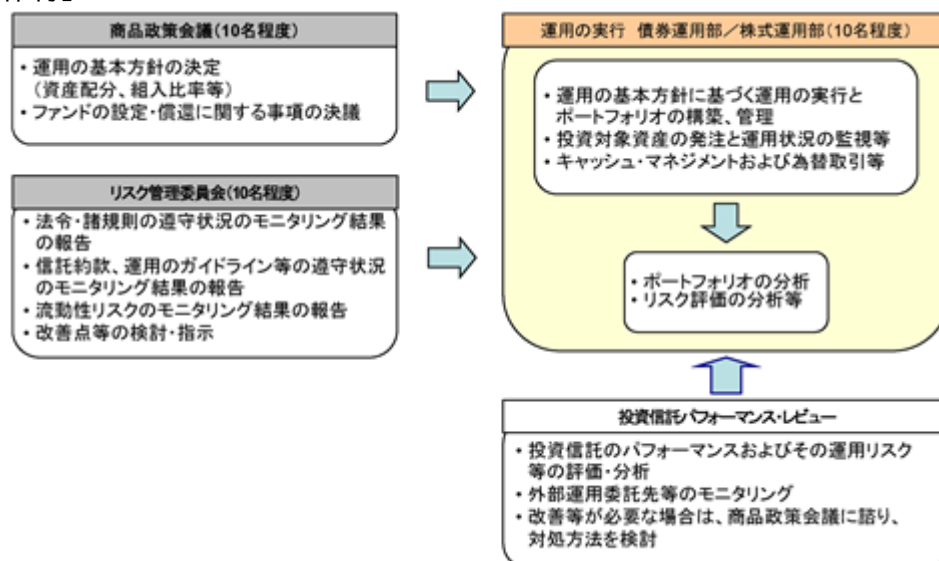 商品政策会議(10名程度)
・運用の基本方針の決定
(資産配分、組入比率等)
・ファンドの設定・償還に関する事項の決議
リスク管理委員会(10名程度)
・法令・諸規則の遵守状況のモニタリング結果
の報告
・信託約款、運用のガイドライン等の遵守状況
のモニタリング結果の報告
・流動性リスクのモニタリング結果の報告
・改善点等の検討・指示
運用の実行 債券運用部/株式運用部(10名程度)
・運用の基本方針に基づく運用の実行と
ポートフォリオの構築、管理
・投資対象資産の発注と運用状況の監視等
・キャッシュ・マネジメントおよび為替取引等
・ポートフォリオの分析
・リスク評価の分析等
投資信託パフォーマンス・レビュー
・投資信託のパフォーマンスおよびその運用リスク
等の評価・分析
・外部運用委託先等のモニタリング
・改善等が必要な場合は、商品政策会議に諮り、
対処方法を検討